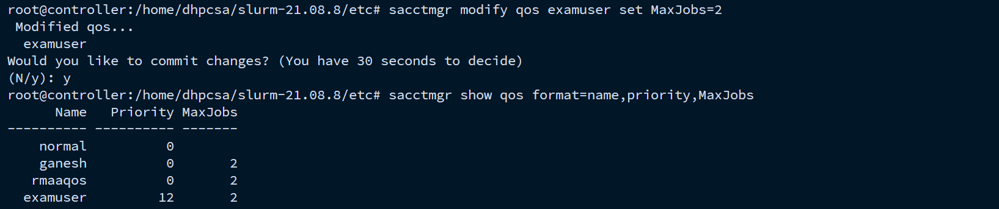 root@controller:/home/dhpcsa/slurm-21.08.8/etc# sacctmgr modify qos examuser set MaxJobs=2
 Modified qos...
  examuser
Would you like to commit changes? (You have 30 seconds to decide)
(N/y): y
root@controller:/home/dhpcsa/slurm-21.08.8/etc# sacctmgr show qos format=name,priority,MaxJobs
      Name   Priority MaxJobs
---------- ---------- -------
    normal          0
    ganesh          0       2
   rmaaqos          0       2
  examuser         12       2